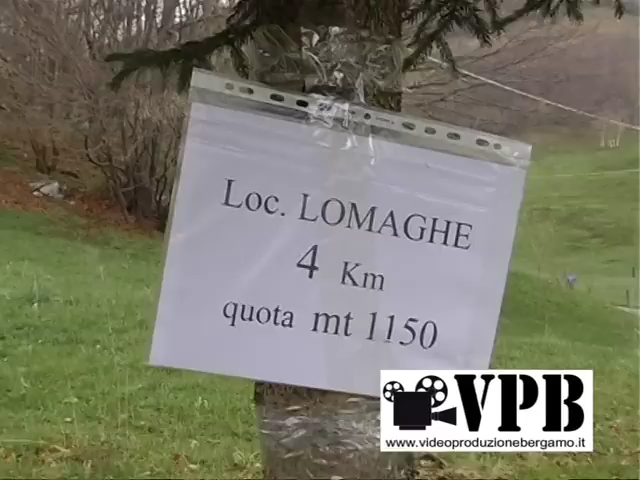 Loc. LOMAGHE
4 Km
quota mt 1150
VPB
www.videoproduzionebergamo.it